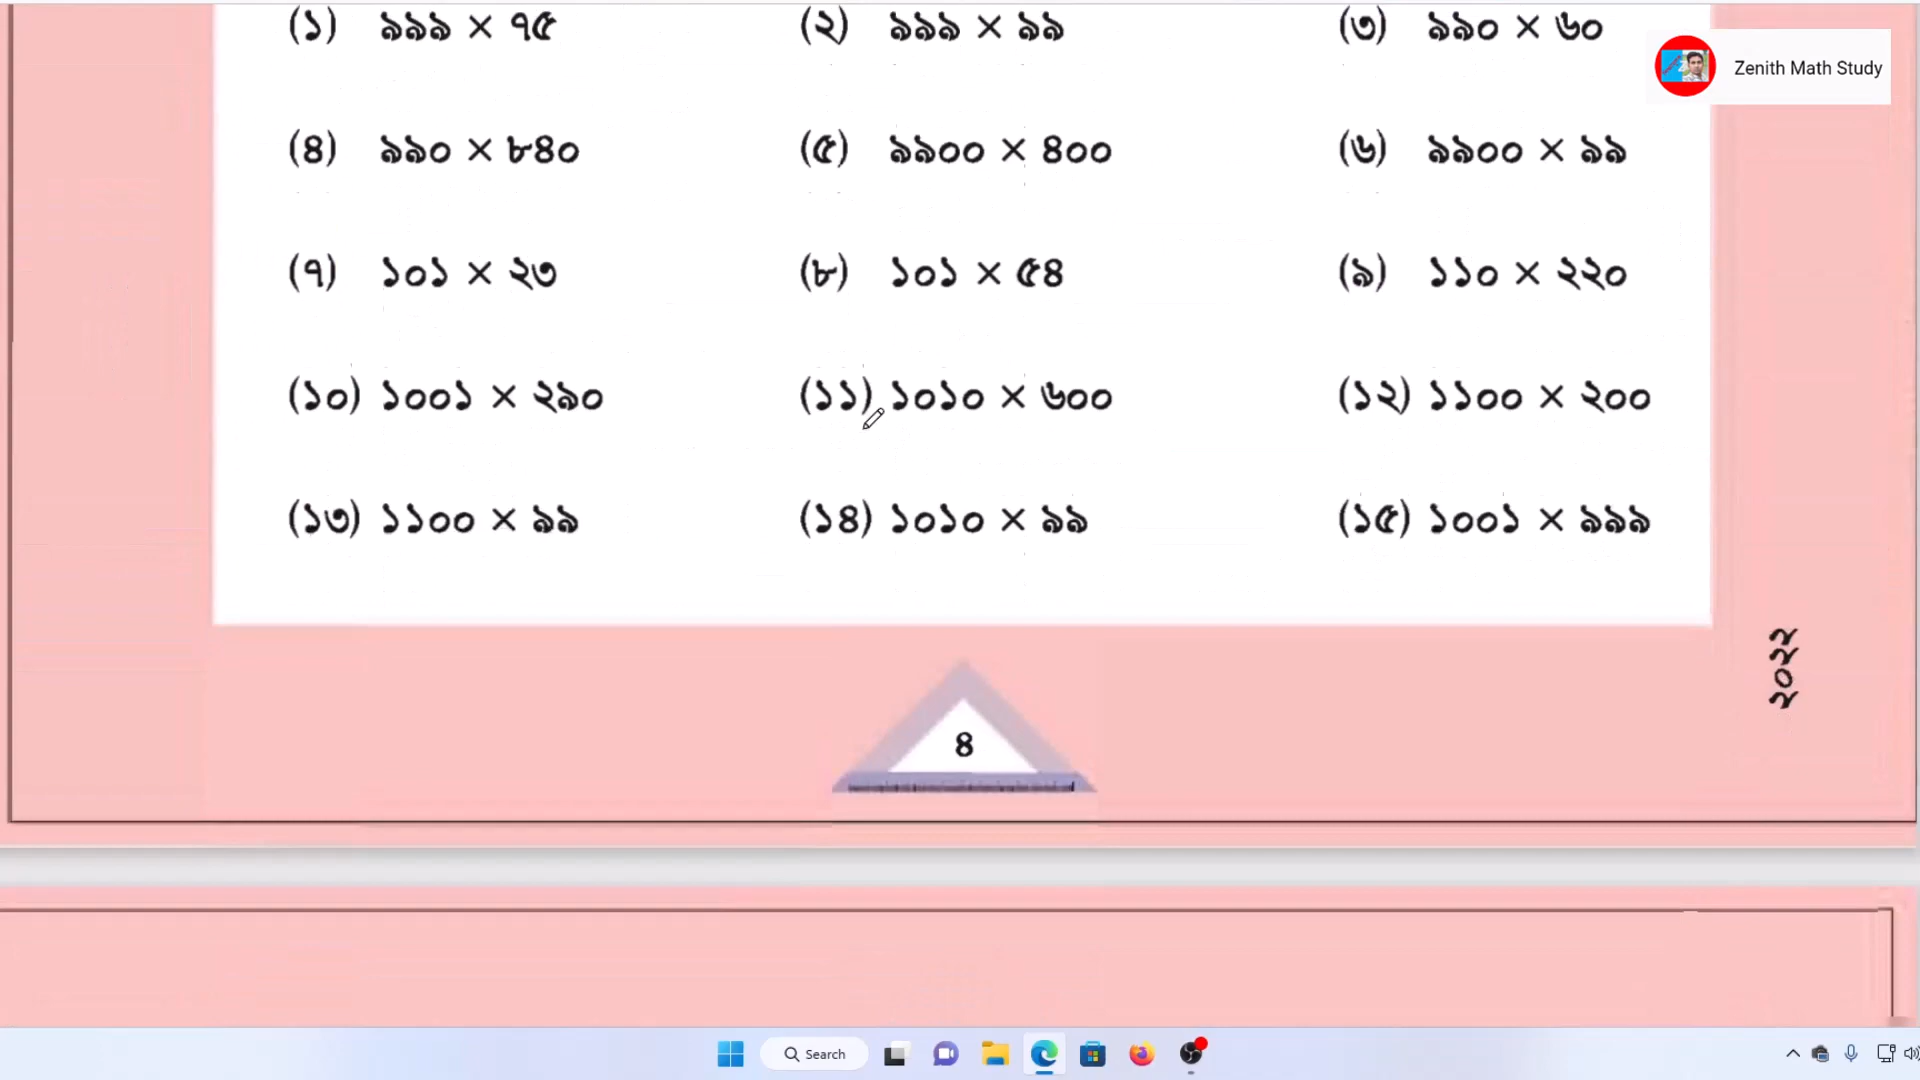 (১) ৯৯৯ × ৭৫ (২) ৯৯৯ × ৯৯ (৩) ৯৯০ × ৬০
Zenith Math Study
(৪) ৯৯০ × ৮৪০ (৫) ৯৯০০ × ৪০০ (৬) ৯৯০০ × ৯৯
(৭) ১০১ × ২৩ (৮) ১০১ × ৫৪ (৯) ১১০ × ২২০
(১০) ১০০১ × ২৯০ (১১) ১০১০ × ৬০০ (১২) ১১০০ × ২০০
(১৩) ১১০০ × ৯৯ (১৪) ১০১০ × ৯৯ (১৫) ১০০১ × ৯৯৯
২০২২
৪
Search